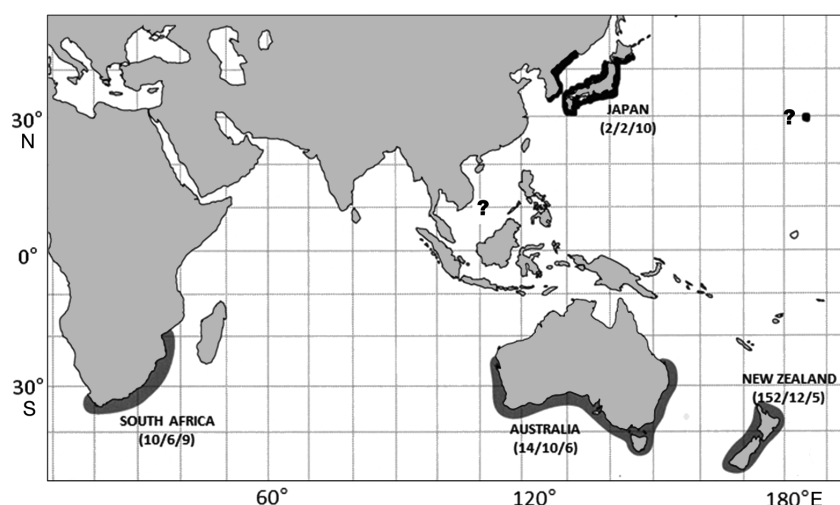 30°
N
?
JAPAN
(2/2/10)
?
0°
30°
S
SOUTH AFRICA
(10/6/9)
AUSTRALIA
(14/10/6)
NEW ZEALAND
(152/12/5)
60°
120°
180°E